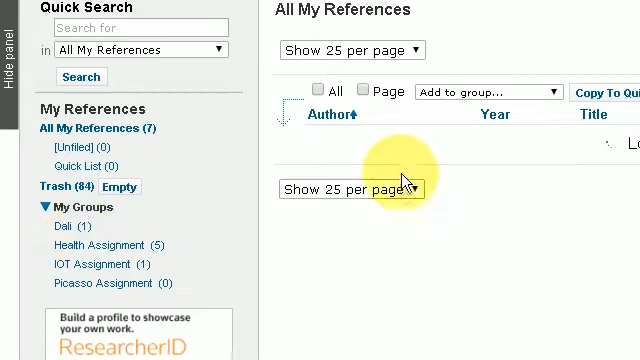 Hide panel
Quick Search
Search for
in All My References
Search
My References
All My References (7)
[Unfiled] (0)
Quick List (0)
Trash (84) Empty
My Groups
Dali (1)
Health Assignment (5)
IOT Assignment (1)
Picasso Assignment (0)
Build a profile to showcase
your own work.
ResearcherID
All My References
Show 25 per page
All Page Add to group... Copy To Qui
Author Year Title
Show 25 per page